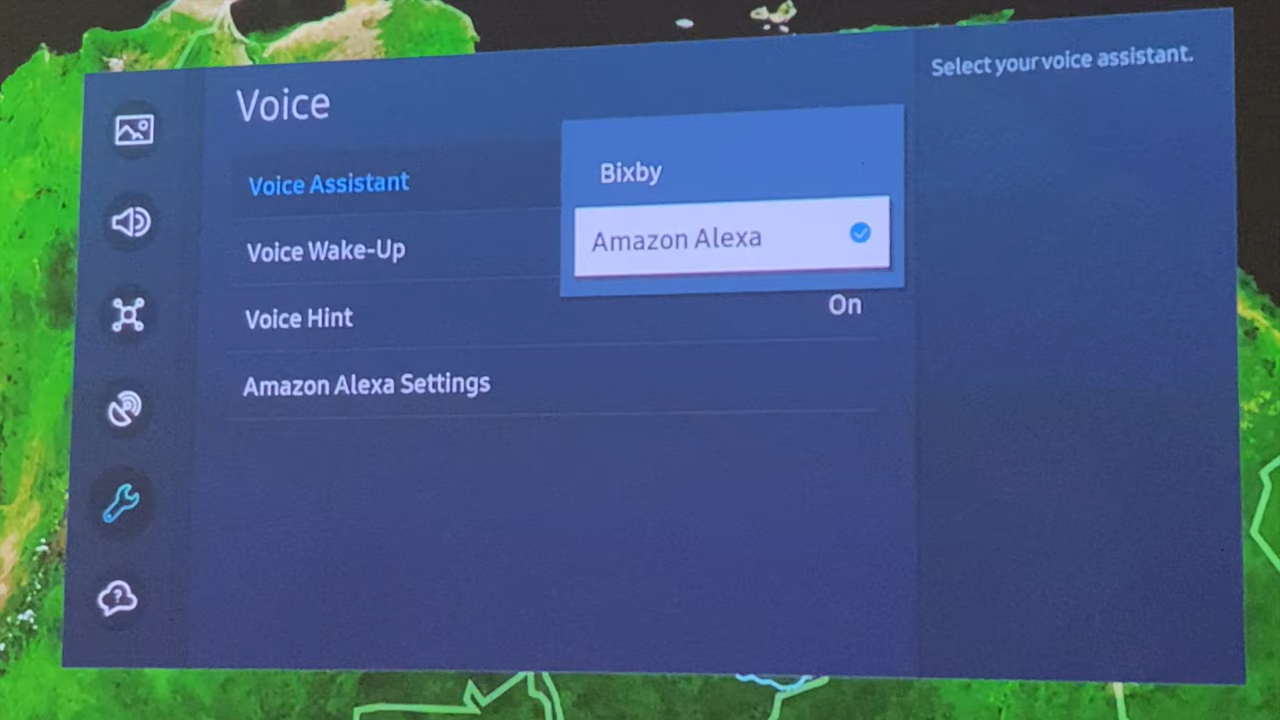 Select your voice assistant.
Voice
Voice Assistant
Bixby
Amazon Alexa
Voice Wake-Up
Voice Hint
On
Amazon Alexa Settings
?